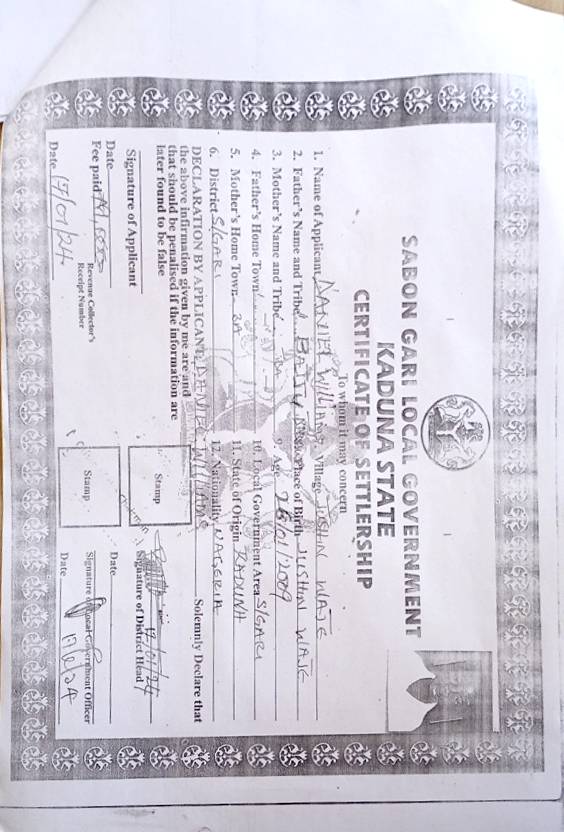 SABON GARI LOCAL GOVERNMENT
KADUNA STATE
CERTIFICATE OF SETTLERSHIP
To whom it may concern
1. Name of Applicant DANIEL WILLIAMS Village JUSHIN WAJE
2. Father's Name and Tribe Place of Birth JUSHIN WAJE
3. Mother's Name and Tribe 9. Age 26/01/2009
4. Father's Home Town 10. Local Government Area S/GARI
5. Mother's Home Town 11. State of Origin KADUNA
6. District S/GARI 12. Nationality NAGERIA
DECLARATION BY APPLICANT WILLIAMS Solemnly Declare that
the above infirmation given by me are and
that should be penalised if the information are
later found to be false
Stamp
17/01/24
Signature of Applicant
Signature of District Head
Date
Date
Fee paid
Revenue Collector's
Receipt Number
Stamp
Signature of Local Government Officer
Date 17/01/24
Date